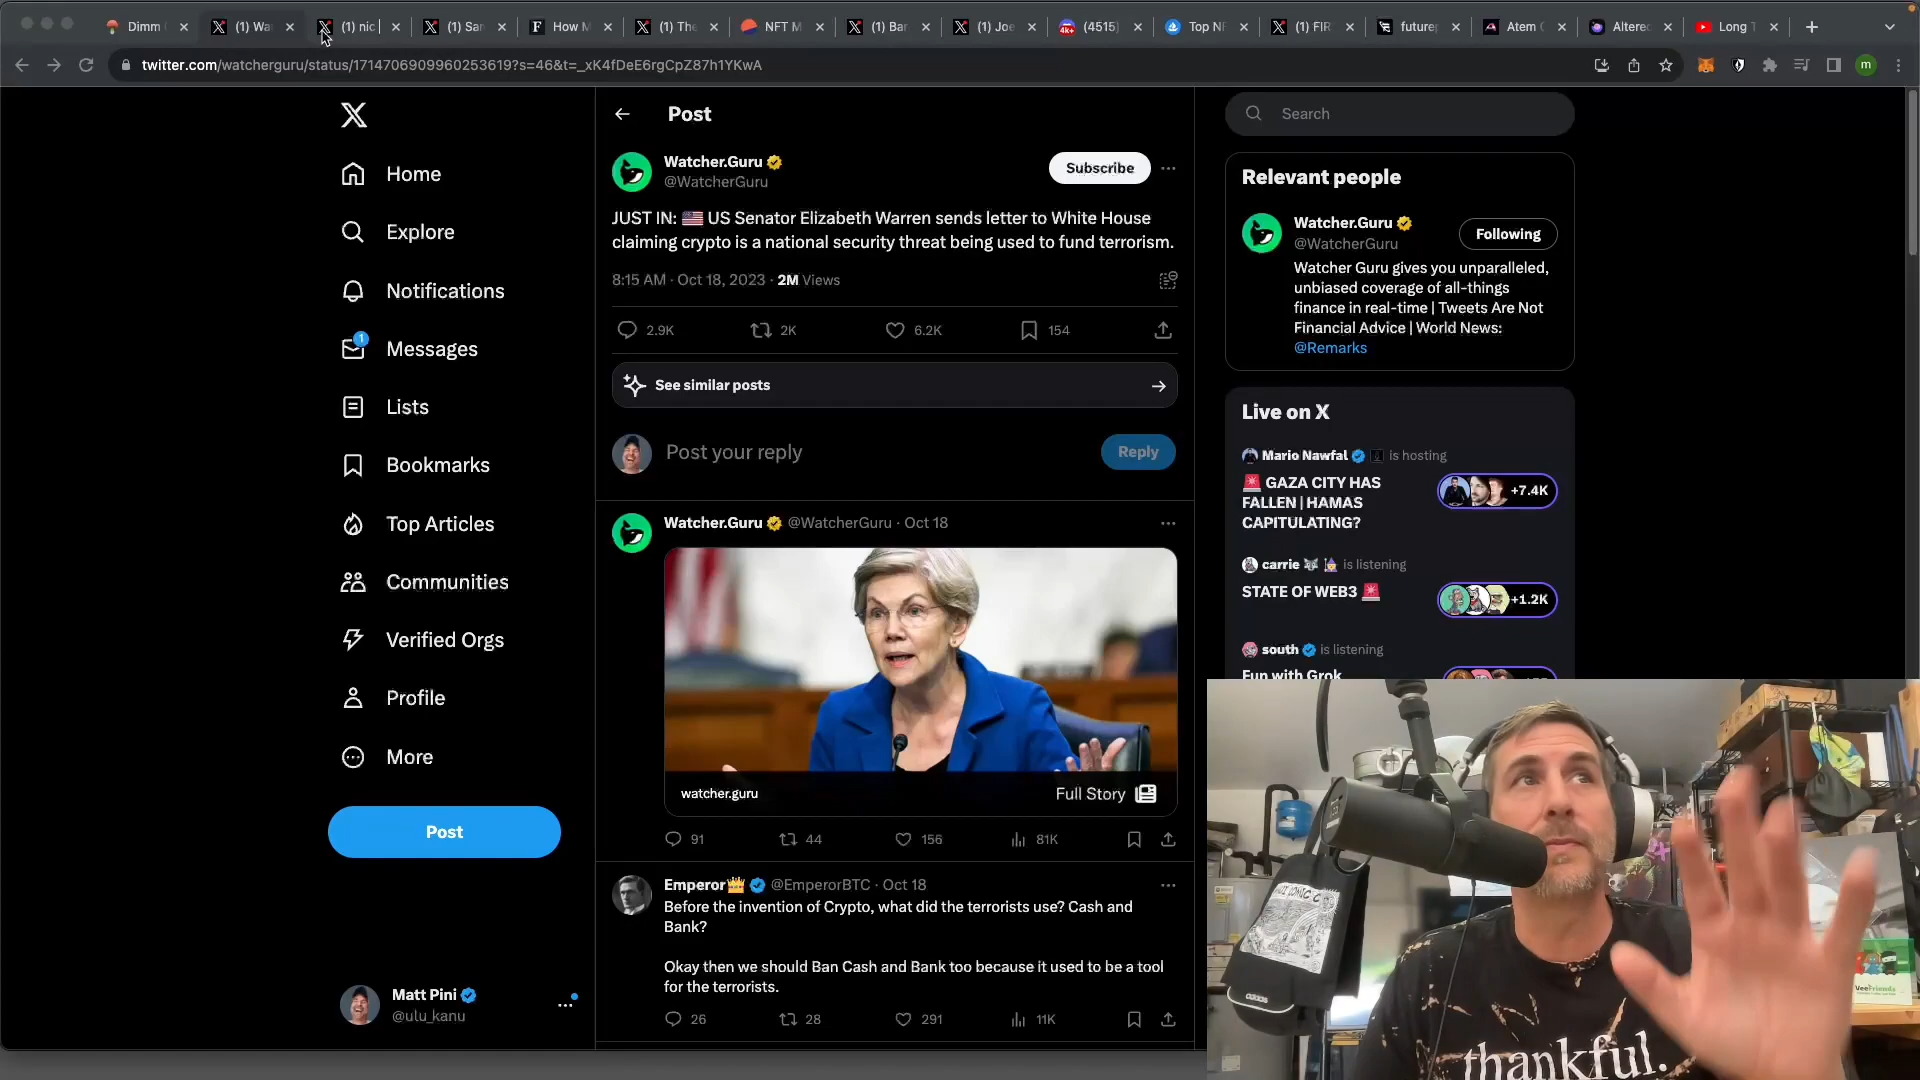 Dimm
(1) Wa
(1) nic |
(1) San
How M
(1) The
NFT M
(1) Bar
(1) Joe
(4515)
Top NF
(1) FIR
future
Atem
Altere
Long T
twitter.com/watcherguru/status/1714706909960253619?s=46&t=_xK4fDeE6rgCpZ87h1YKwA
m
Home
Explore
Notifications
1
Messages
Lists
Bookmarks
Top Articles
Communities
Verified Orgs
Profile
More
Post
Matt Pini
@ulu_kanu
Post
Watcher.Guru
@WatcherGuru
Subscribe
JUST IN: 🇺🇸 US Senator Elizabeth Warren sends letter to White House
claiming crypto is a national security threat being used to fund terrorism.
8:15 AM · Oct 18, 2023 · 2M Views
2.9K 2K 6.2K 154
See similar posts
Post your reply
Reply
Watcher.Guru @WatcherGuru · Oct 18
watcher.guru
Full Story
91 44 156 81K
Emperor @EmperorBTC · Oct 18
Before the invention of Crypto, what did the terrorists use? Cash and
Bank?
Okay then we should Ban Cash and Bank too because it used to be a tool
for the terrorists.
26 28 291 11K
Search
Relevant people
Watcher.Guru
@WatcherGuru
Following
Watcher Guru gives you unparalleled,
unbiased coverage of all-things
finance in real-time | Tweets Are Not
Financial Advice | World News:
@Remarks
Live on X
Mario Nawfal is hosting
🚨 GAZA CITY HAS
FALLEN | HAMAS
CAPITULATING?
+7.4K
carrie is listening
STATE OF WEB3 🚨
+1.2K
south is listening
Fun with Grok
adidas
VeeFriends
thankful.